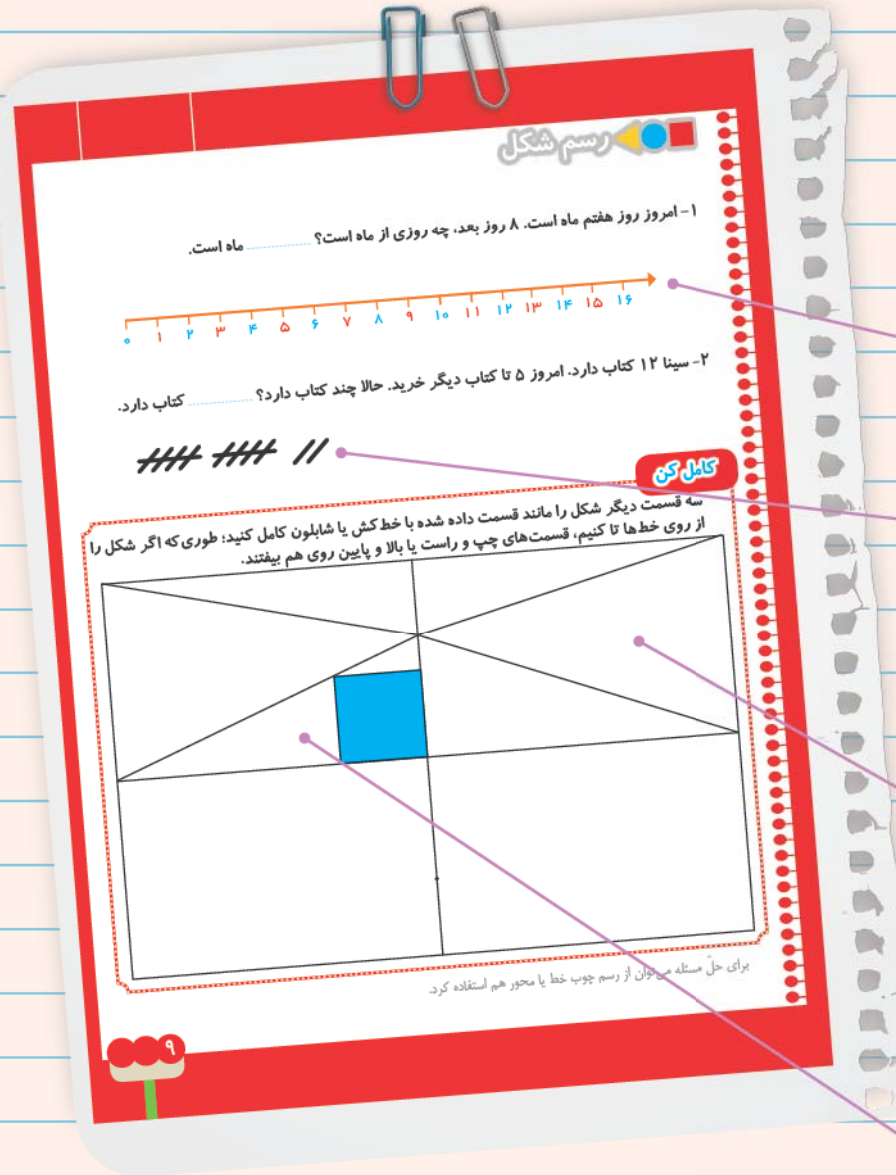 رسم شکل
۱- امروز روز هفتم ماه است. ۸ روز بعد، چه روزی از ماه است؟ ............ ماه است.
۰ ۱ ۲ ۳ ۴ ۵ ۶ ۷ ۸ ۹ ۱۰ ۱۱ ۱۲ ۱۳ ۱۴ ۱۵ ۱۶
۲- سینا ۱۲ کتاب دارد. امروز ۵ تا کتاب دیگر خرید. حالا چند کتاب دارد؟ ............ کتاب دارد.
کامل کن
سه قسمت دیگر شکل را مانند قسمت داده شده با خط‌کش یا شابلون کامل کنید؛ طوری‌که اگر شکل را
از روی خط‌ها تا کنیم، قسمت‌های چپ و راست یا بالا و پایین روی هم بیفتند.
برای حلّ مسئله می‌توان از رسم چوب خط یا محور هم استفاده کرد.
۹